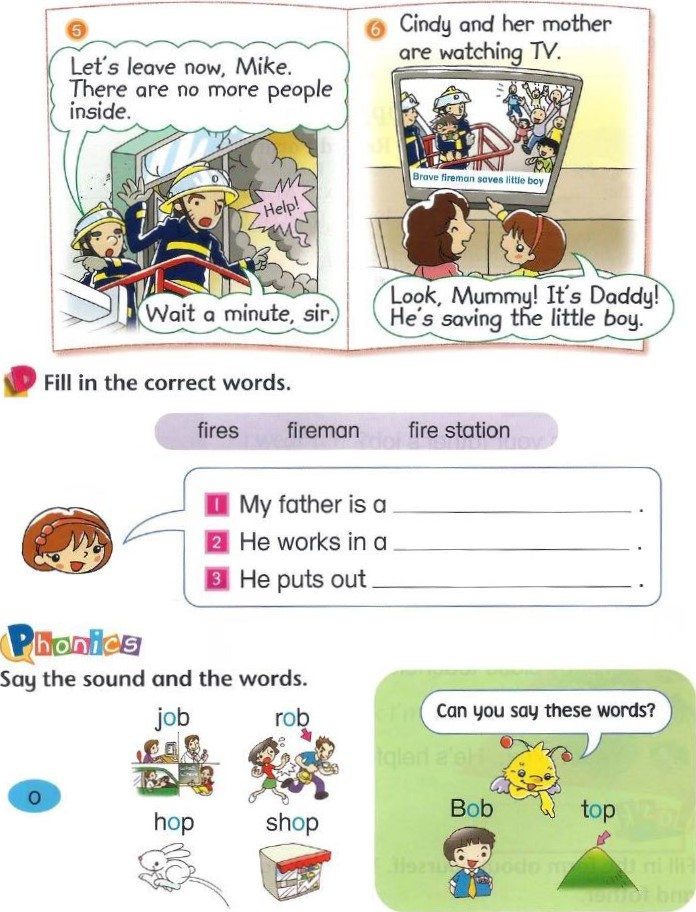 5
Let's leave now, Mike.
There are no more people
inside.
Help!
Wait a minute, sir.
6
Cindy and her mother
are watching TV.
Brave fireman saves little boy
Look, Mummy! It's Daddy!
He's saving the little boy.
D Fill in the correct words.
fires fireman fire station
1 My father is a ____________ .
2 He works in a ____________ .
3 He puts out ____________ .
Phonics
Say the sound and the words.
o
job rob
hop shop
Can you say these words?
Bob top